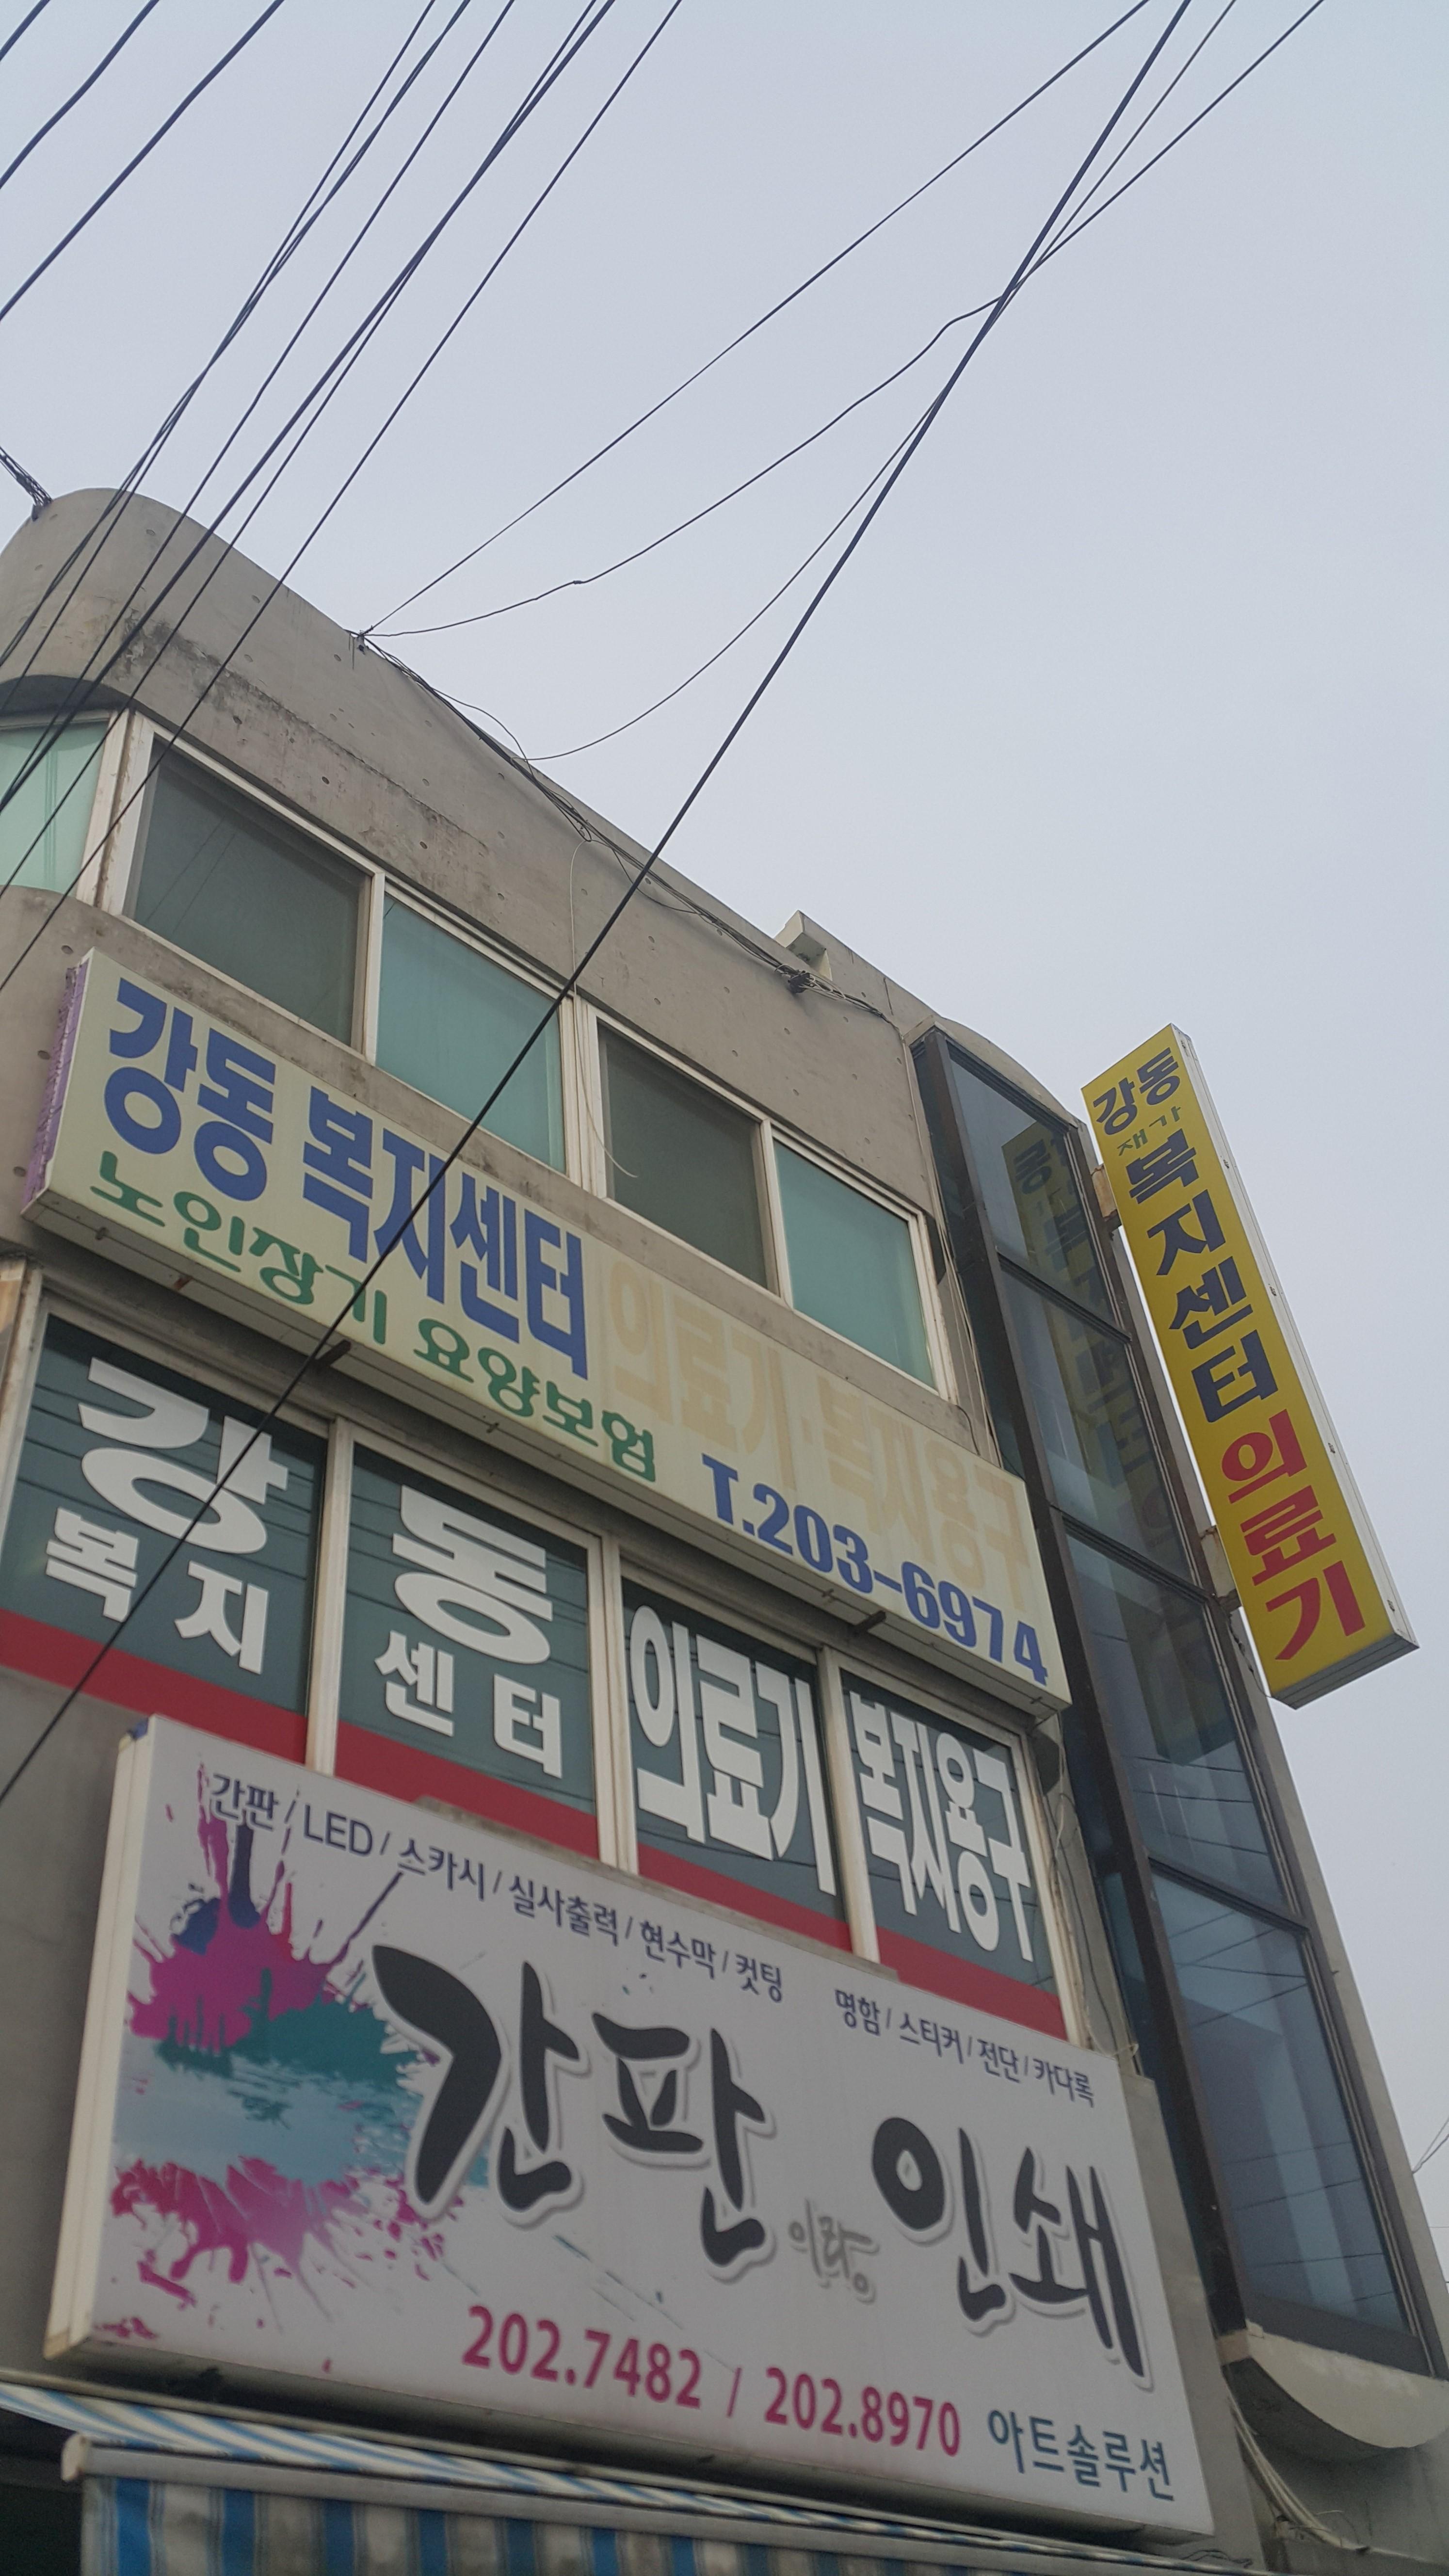 강동 복지센터
의료기·복지용구
노인장기 요양보험
T.203-6974
강동
재가
복지센터
의료기
강동
복지센터
의료기
복지용구
간판 / LED / 스카시 / 실사출력 / 현수막 / 컷팅
명함 / 스티커 / 전단 / 카다록
간판이랑 인쇄
202.7482 / 202.8970
아트솔루션